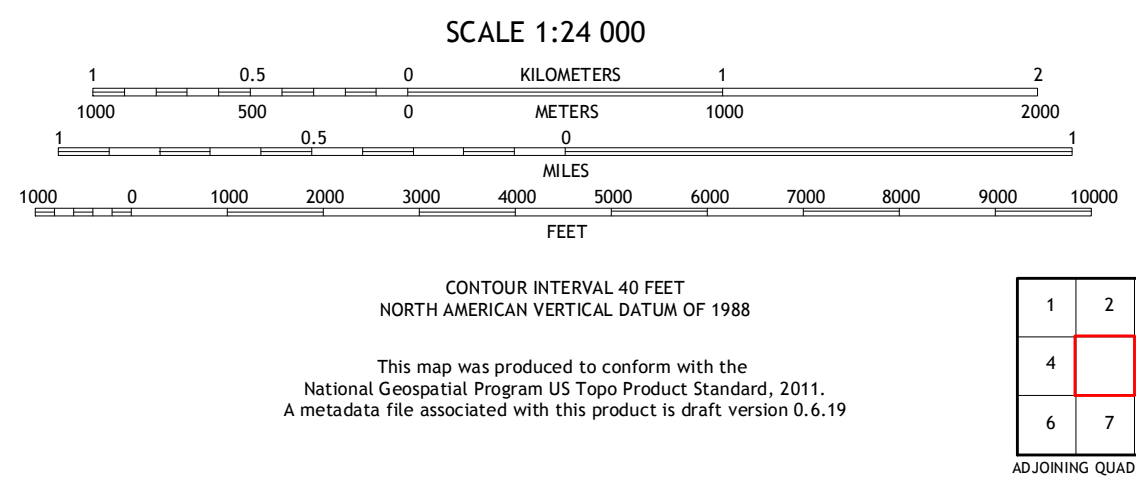 SCALE 1:24 000
1 0.5 0 KILOMETERS 1 2
1000 500 0 METERS 1000 2000
1 0.5 0 1
MILES
1000 0 1000 2000 3000 4000 5000 6000 7000 8000 9000 10000
FEET
CONTOUR INTERVAL 40 FEET
NORTH AMERICAN VERTICAL DATUM OF 1988
This map was produced to conform with the
National Geospatial Program US Topo Product Standard, 2011.
A metadata file associated with this product is draft version 0.6.19
1 2
4
6 7
ADJOINING QUAD